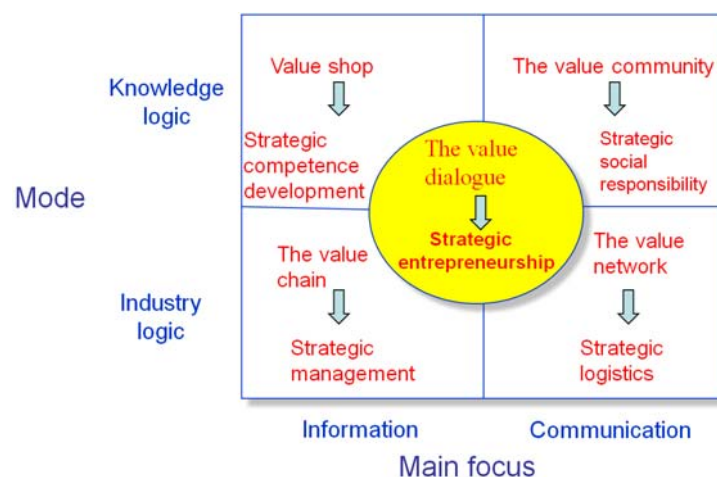 Value shop
The value community
Knowledge
logic
Strategic
competence
development
The value
dialogue
Strategic
entrepreneurship
Strategic
social
responsibility
Mode
The value
chain
The value
network
Industry
logic
Strategic
management
Strategic
logistics
Information
Communication
Main focus